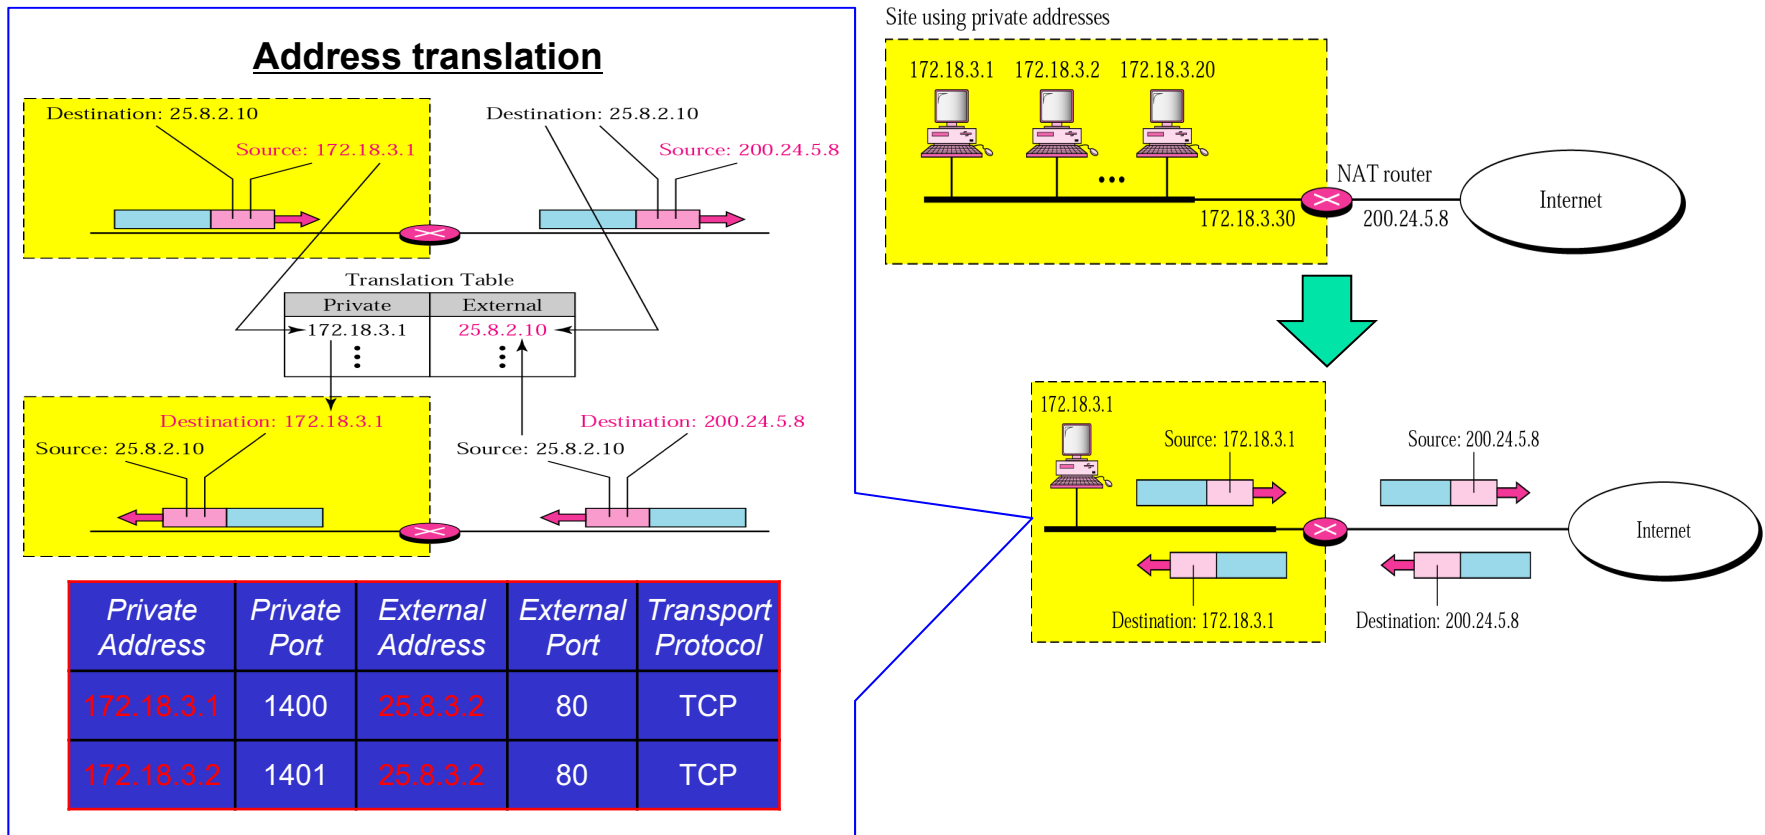 Address translation
Destination: 25.8.2.10
Source: 172.18.3.1
Destination: 25.8.2.10
Source: 200.24.5.8
Translation Table
Private External
172.18.3.1 25.8.2.10
Destination: 172.18.3.1
Source: 25.8.2.10
Destination: 200.24.5.8
Source: 25.8.2.10
Private Address Private Port External Address External Port Transport Protocol
172.18.3.1 1400 25.8.3.2 80 TCP
172.18.3.2 1401 25.8.3.2 80 TCP
Site using private addresses
172.18.3.1 172.18.3.2 172.18.3.20
NAT router
172.18.3.30 200.24.5.8
Internet
172.18.3.1
Source: 172.18.3.1
Source: 200.24.5.8
Internet
Destination: 172.18.3.1
Destination: 200.24.5.8